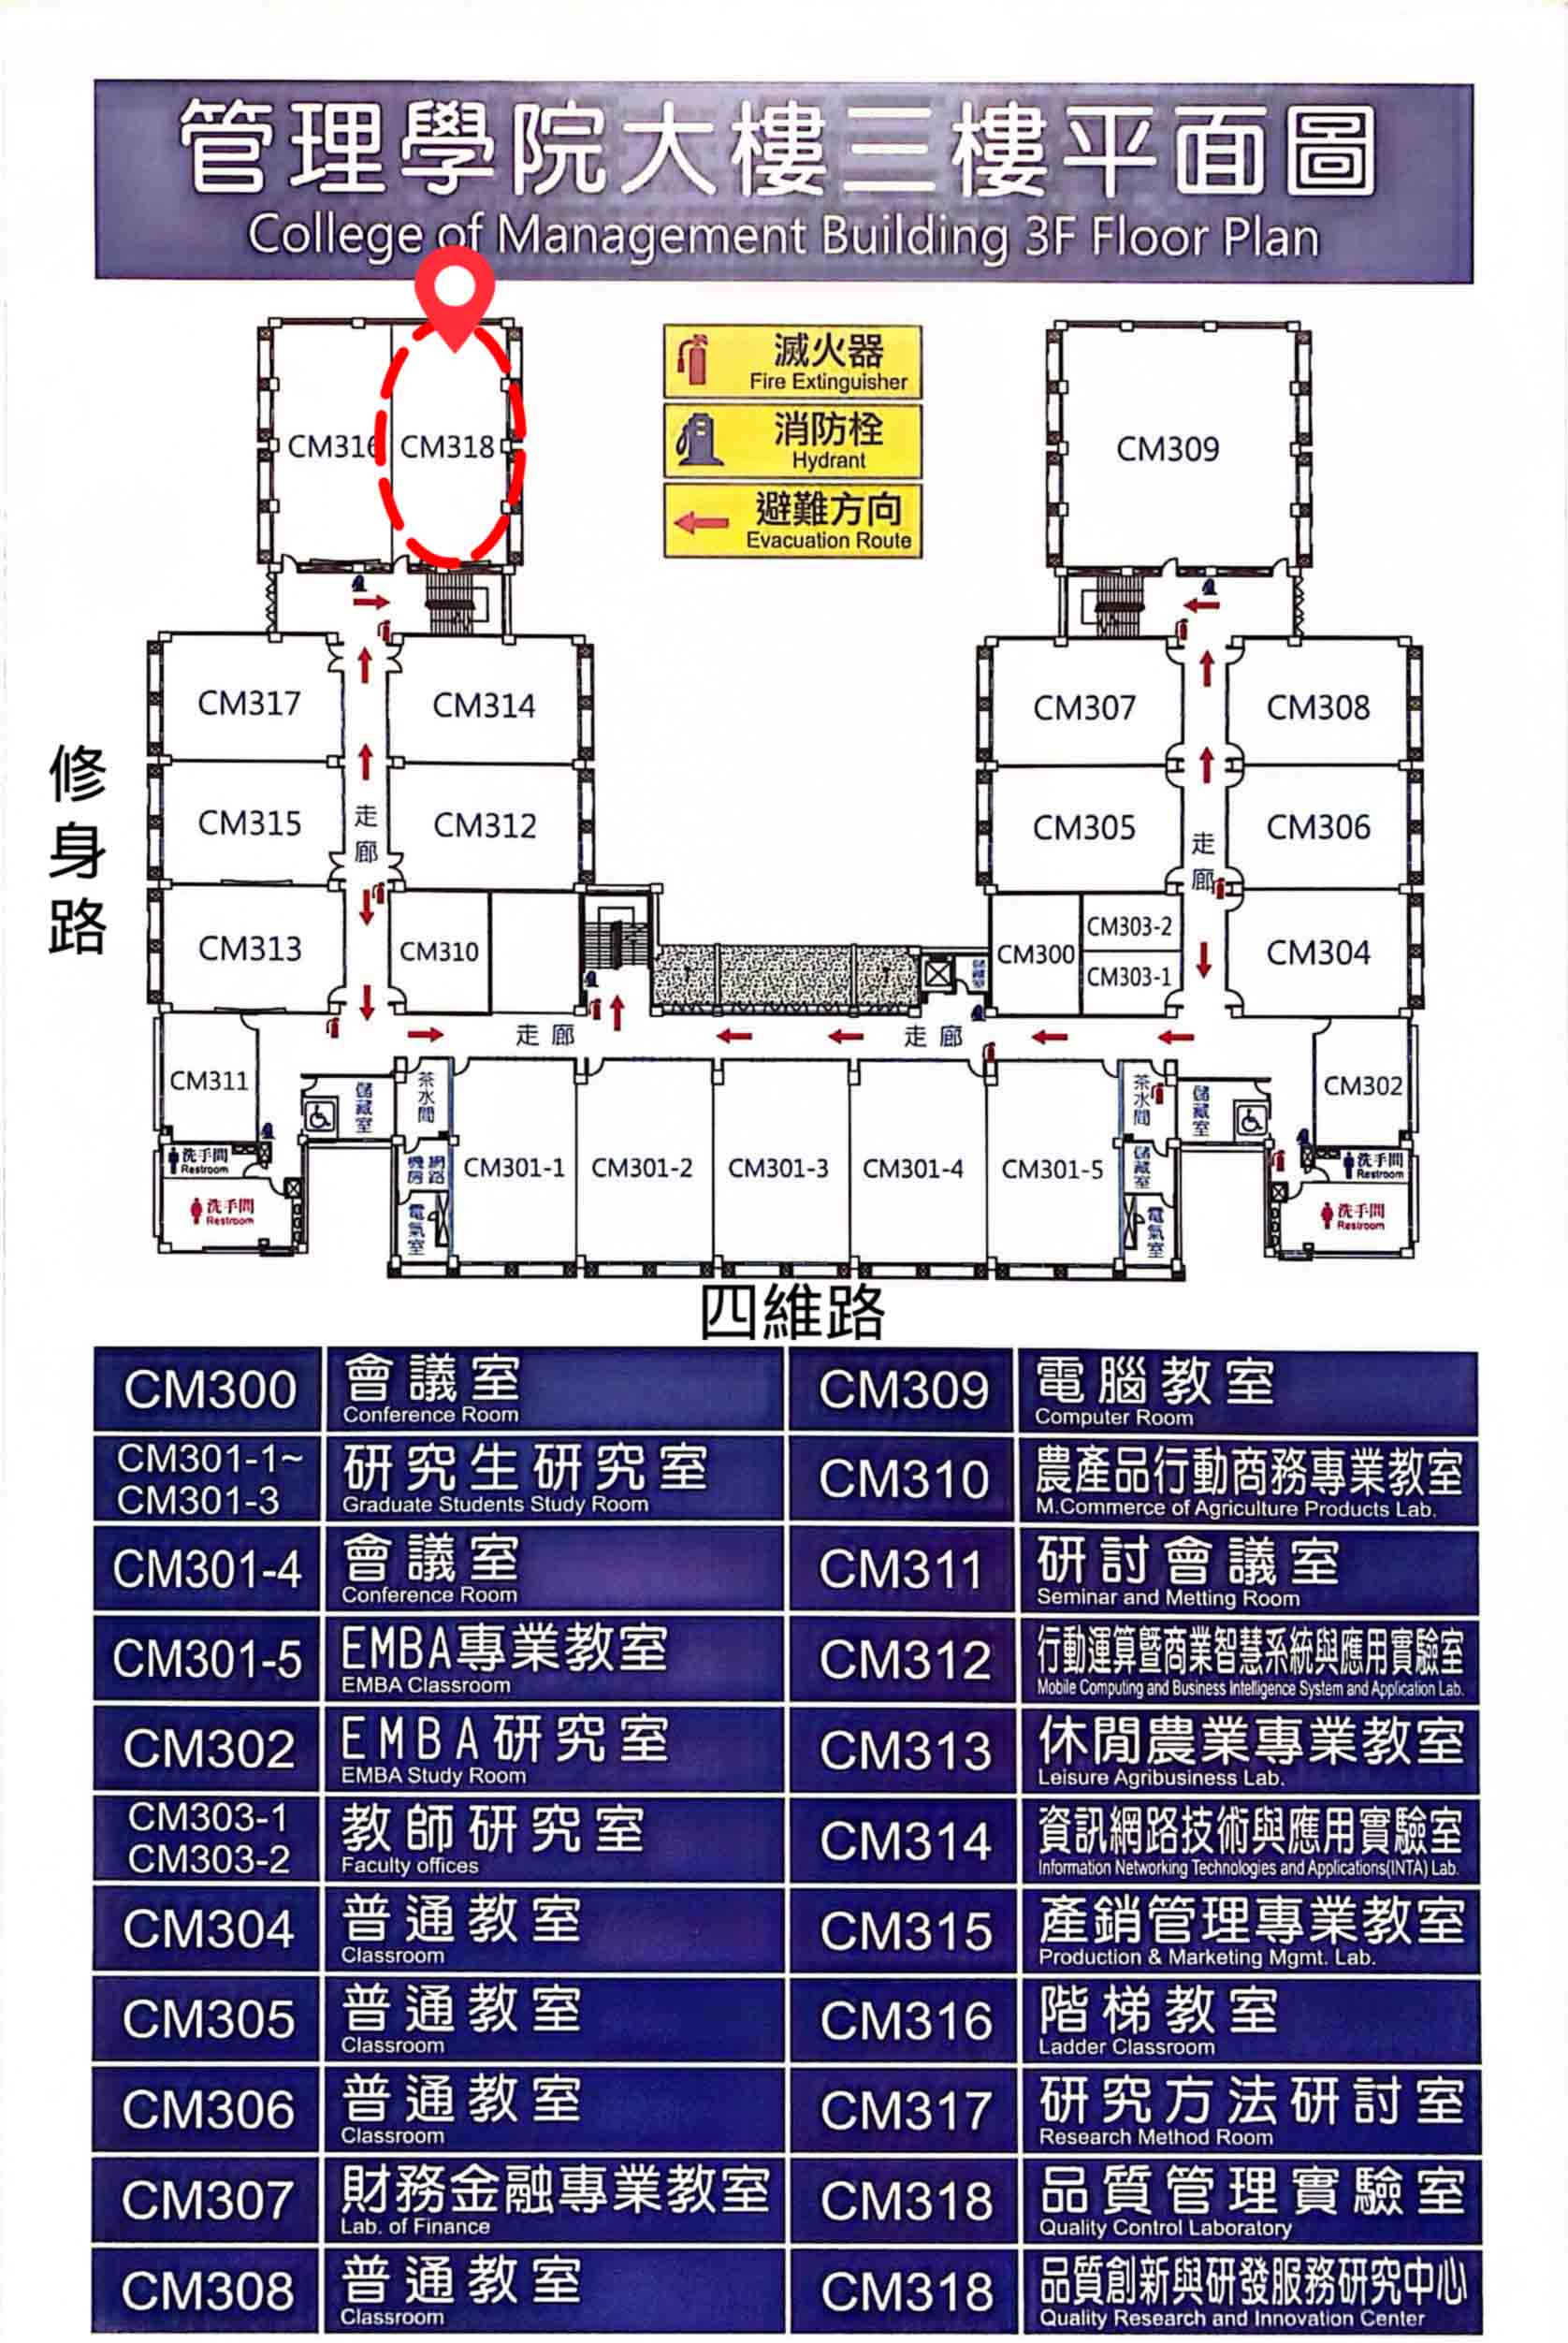 管理學院大樓三樓平面圖
College of Management Building 3F Floor Plan
滅火器
Fire Extinguisher
消防栓
Hydrant
避難方向
Evacuation Route
CM316
CM318
CM309
CM317
CM314
CM307
CM308
修身路
CM315
走廊
CM312
CM305
走廊
CM306
CM313
CM310
CM300
CM303-2
CM303-1
CM304
儲藏室
走廊
走廊
CM311
儲藏室
茶水間
茶水間
儲藏室
CM302
洗手間
Restroom
洗手間
Restroom
網路機房
電氣室
CM301-1
CM301-2
CM301-3
CM301-4
CM301-5
儲藏室
電氣室
洗手間
Restroom
洗手間
Restroom
四維路
CM300 會議室
Conference Room
CM309 電腦教室
Computer Room
CM301-1~
CM301-3
研究生研究室
Graduate Students Study Room
CM310 農產品行動商務專業教室
M.Commerce of Agriculture Products Lab.
CM301-4 會議室
Conference Room
CM311 研討會議室
Seminar and Metting Room
CM301-5 EMBA專業教室
EMBA Classroom
CM312 行動運算暨商業智慧系統與應用實驗室
Mobile Computing and Business Intelligence System and Application Lab.
CM302 EMBA研究室
EMBA Study Room
CM313 休閒農業專業教室
Leisure Agribusiness Lab.
CM303-1
CM303-2
教師研究室
Faculty offices
CM314 資訊網路技術與應用實驗室
Information Networking Technologies and Applications(INTA) Lab.
CM304 普通教室
Classroom
CM315 產銷管理專業教室
Production & Marketing Mgmt. Lab.
CM305 普通教室
Classroom
CM316 階梯教室
Ladder Classroom
CM306 普通教室
Classroom
CM317 研究方法研討室
Research Method Room
CM307 財務金融專業教室
Lab. of Finance
CM318 品質管理實驗室
Quality Control Laboratory
CM308 普通教室
Classroom
CM318 品質創新與研發服務研究中心
Quality Research and Innovation Center